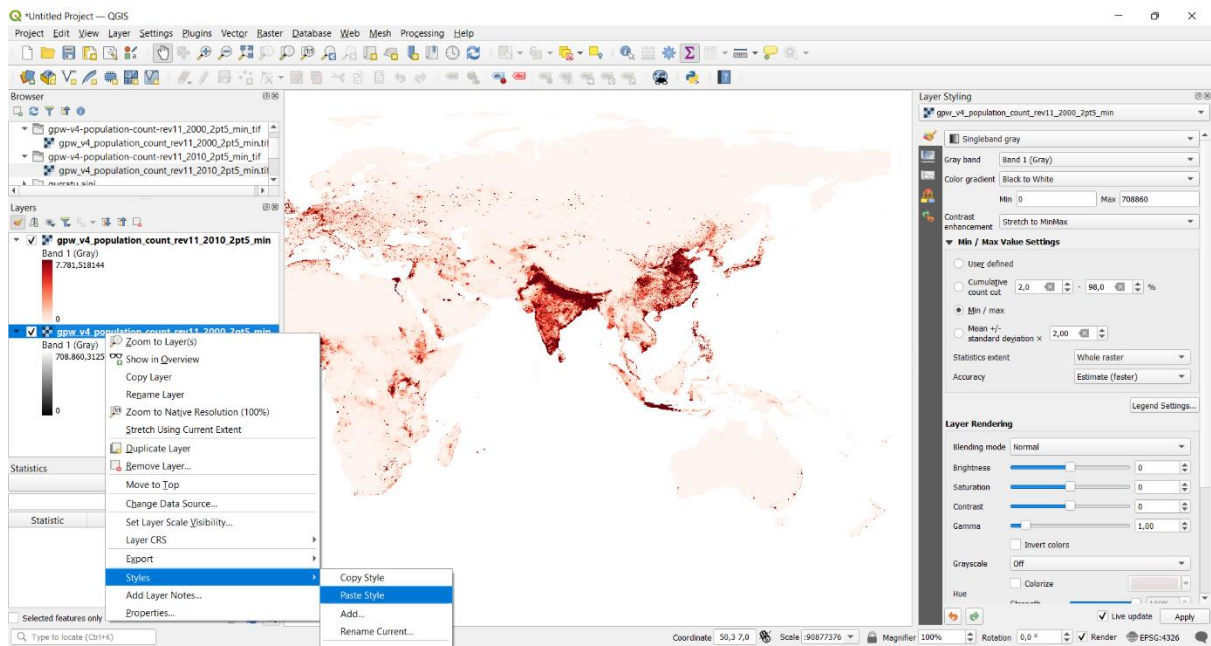 *Untitled Project — QGIS
Project Edit View Layer Settings Plugins Vector Raster Database Web Mesh Processing Help
Browser
gpw-v4-population-count-rev11_2000_2pt5_min_tif
gpw_v4_population_count_rev11_2000_2pt5_min.tif
gpw-v4-population-count-rev11_2010_2pt5_min_tif
gpw_v4_population_count_rev11_2010_2pt5_min.tif
Layers
gpw_v4_population_count_rev11_2010_2pt5_min
Band 1 (Gray)
7.781,518144
0
gpw_v4_population_count_rev11_2000_2pt5_min
Band 1 (Gray)
708.860,3125
0
Statistics
Statistic
Selected features only
Type to locate (Ctrl+K)
Zoom to Layer(s)
Show in Overview
Copy Layer
Rename Layer
Zoom to Native Resolution (100%)
Stretch Using Current Extent
Duplicate Layer
Remove Layer...
Move to Top
Change Data Source...
Set Layer Scale Visibility...
Layer CRS
Export
Styles
Add Layer Notes...
Properties...
Copy Style
Paste Style
Add...
Rename Current...
Layer Styling
gpw_v4_population_count_rev11_2000_2pt5_min
Singleband gray
Gray band Band 1 (Gray)
Color gradient Black to White
Min 0 Max 708860
Contrast enhancement Stretch to MinMax
Min / Max Value Settings
User defined
Cumulative count cut 2,0 - 98,0 %
Min / max
Mean +/- standard deviation × 2,00
Statistics extent Whole raster
Accuracy Estimate (faster)
Legend Settings...
Layer Rendering
Blending mode Normal
Brightness 0
Saturation 0
Contrast 0
Gamma 1,00
Invert colors
Grayscale Off
Hue Colorize
Live update Apply
Coordinate 50,3 7,0 Scale :90877376 Magnifier 100% Rotation 0,0 ° Render EPSG:4326